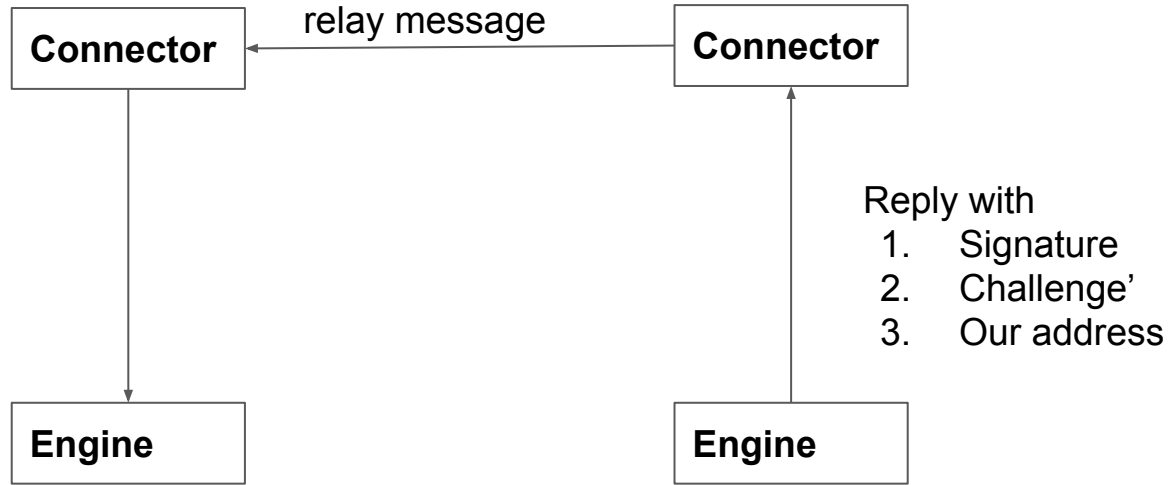 relay message
Connector
Connector
Reply with
1. Signature
2. Challenge’
3. Our address
Engine
Engine